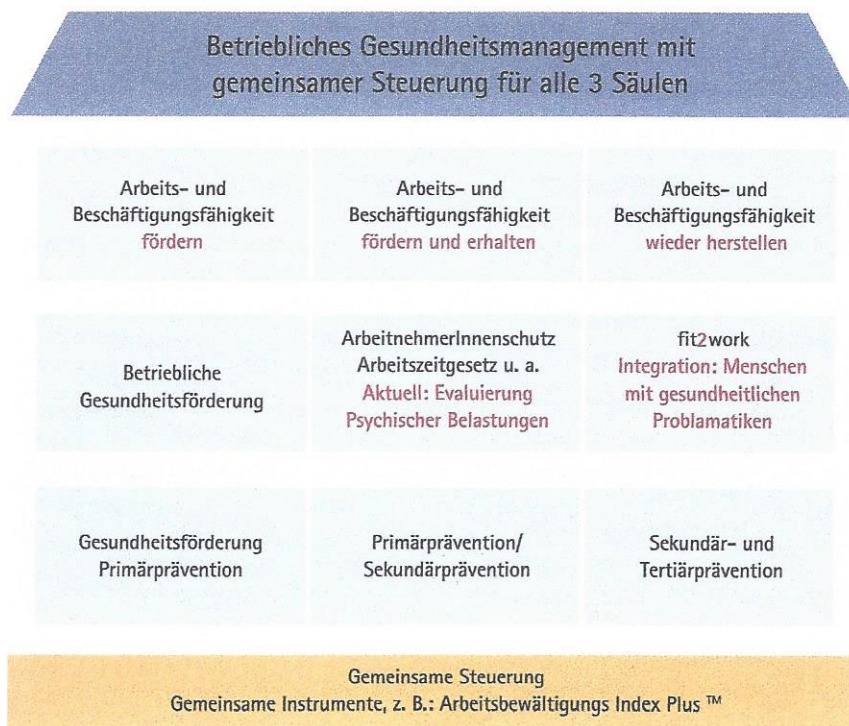 Betriebliches Gesundheitsmanagement mit
gemeinsamer Steuerung für alle 3 Säulen
Arbeits- und
Beschäftigungsfähigkeit
fördern
Arbeits- und
Beschäftigungsfähigkeit
fördern und erhalten
Arbeits- und
Beschäftigungsfähigkeit
wieder herstellen
Betriebliche
Gesundheitsförderung
ArbeitnehmerInnenschutz
Arbeitszeitgesetz u. a.
Aktuell: Evaluierung
Psychischer Belastungen
fit2work
Integration: Menschen
mit gesundheitlichen
Problamatiken
Gesundheitsförderung
Primärprävention
Primärprävention/
Sekundärprävention
Sekundär- und
Tertiärprävention
Gemeinsame Steuerung
Gemeinsame Instrumente, z. B.: Arbeitsbewältigungs Index Plus ™